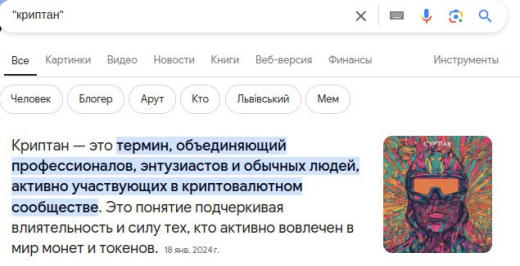 "криптан"
Все Картинки Видео Новости Книги Веб-версия Финансы Инструменты
Человек Блогер Арут Кто Львівський Мем
Криптан — это термин, объединяющий
профессионалов, энтузиастов и обычных людей,
активно участвующих в криптовалютном
сообществе. Это понятие подчеркивая
влиятельность и силу тех, кто активно вовлечен в
мир монет и токенов. 18 янв. 2024 г.